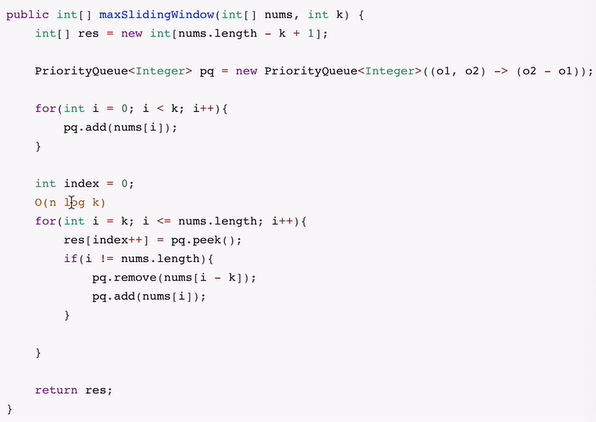 public int[] maxSlidingWindow(int[] nums, int k) {
    int[] res = new int[nums.length - k + 1];
    PriorityQueue<Integer> pq = new PriorityQueue<Integer>((o1, o2) -> (o2 - o1));
    for(int i = 0; i < k; i++){
        pq.add(nums[i]);
    }
    int index = 0;
    O(n log k)
    for(int i = k; i <= nums.length; i++){
        res[index++] = pq.peek();
        if(i != nums.length){
            pq.remove(nums[i - k]);
            pq.add(nums[i]);
        }
    }
    return res;
}